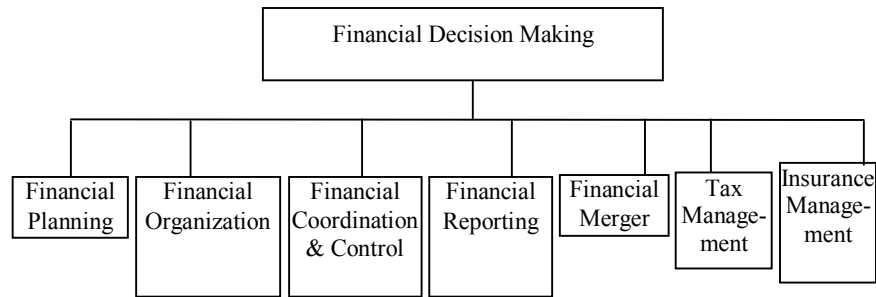 Financial Decision Making
Financial
Planning
Financial
Organization
Financial
Coordination
& Control
Financial
Reporting
Financial
Merger
Tax
Manage-
ment
Insurance
Manage-
ment